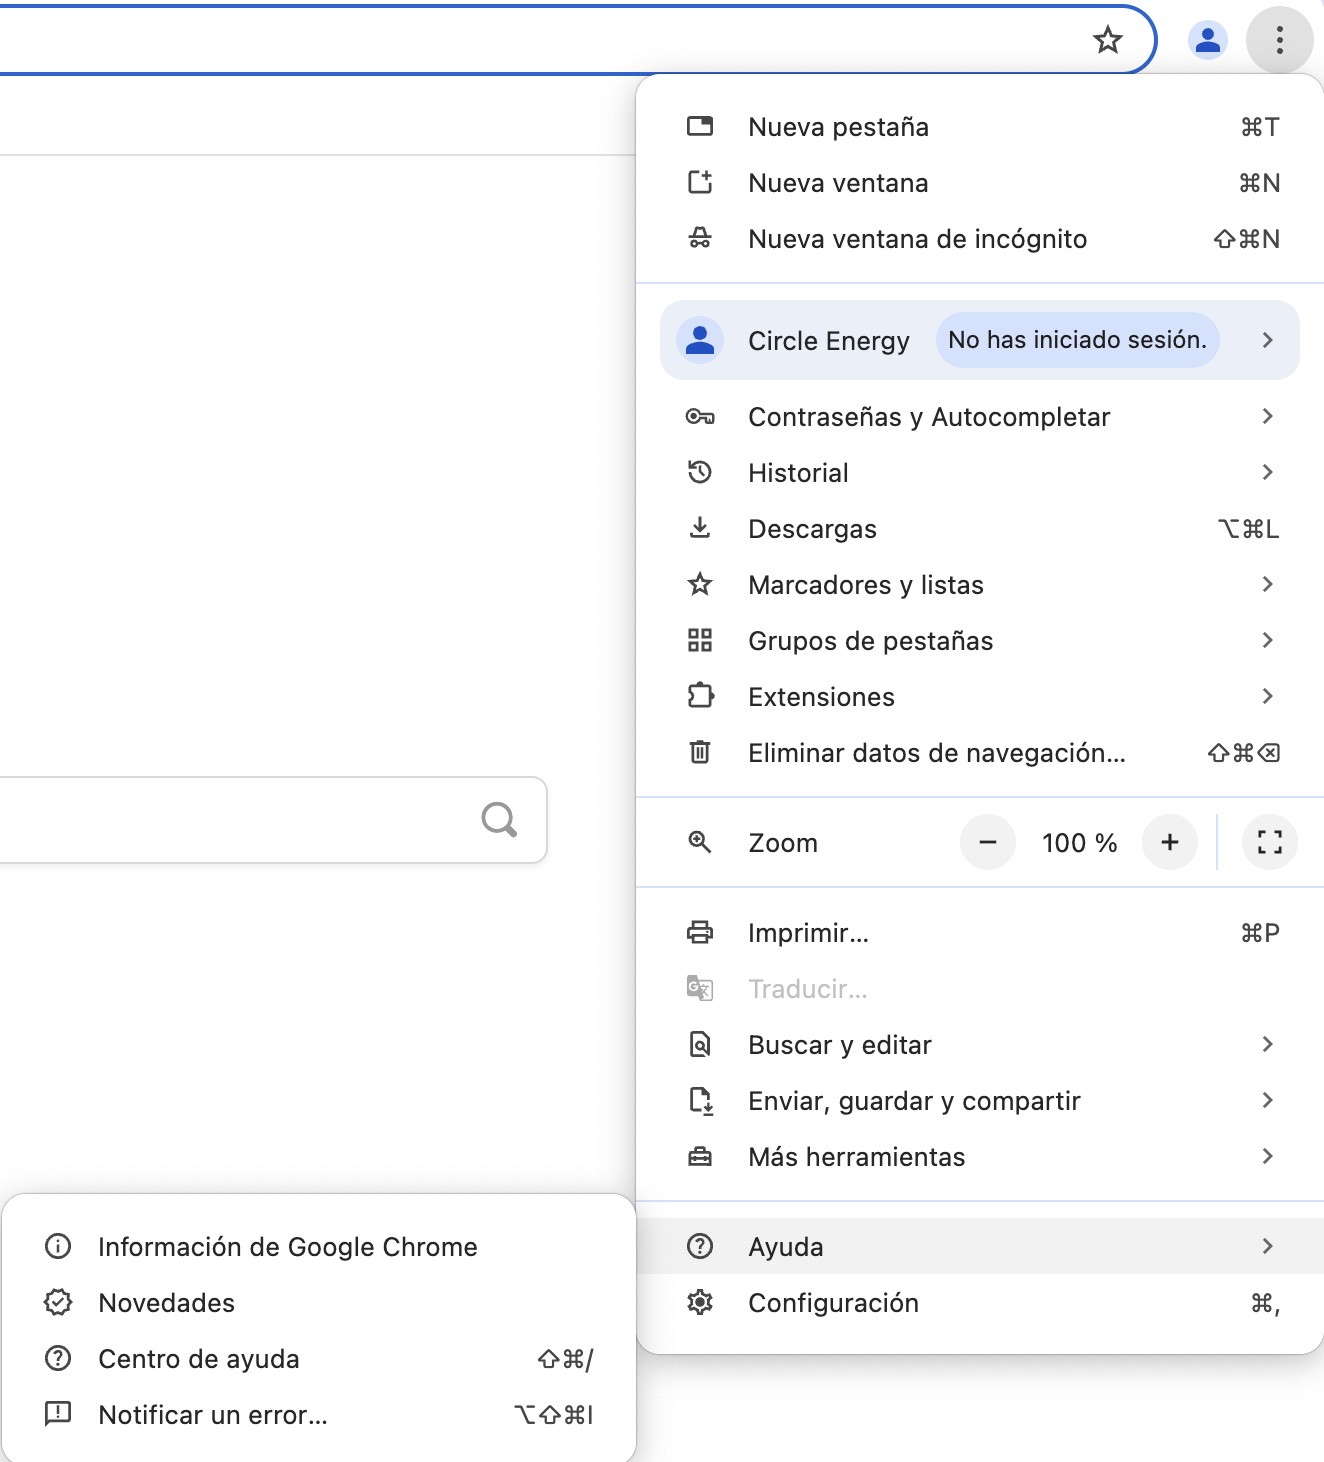 Nueva pestaña ⌘T
Nueva ventana ⌘N
Nueva ventana de incógnito ⇧⌘N
Circle Energy No has iniciado sesión.
Contraseñas y Autocompletar
Historial
Descargas ⌥⌘L
Marcadores y listas
Grupos de pestañas
Extensiones
Eliminar datos de navegación... ⇧⌘⌫
Zoom − 100 % +
Imprimir... ⌘P
Traducir...
Buscar y editar
Enviar, guardar y compartir
Más herramientas
Ayuda
Configuración ⌘,
Información de Google Chrome
Novedades
Centro de ayuda ⇧⌘/
Notificar un error... ⌥⇧⌘I